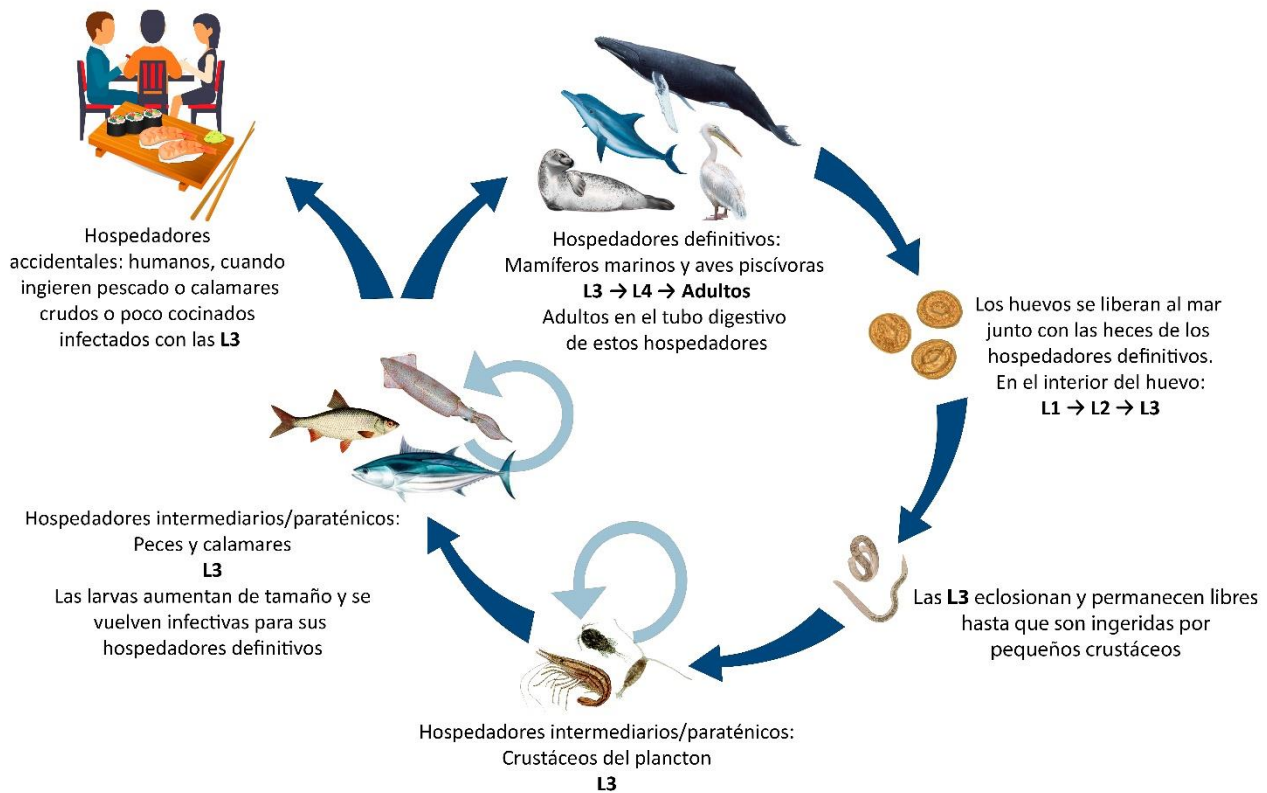 Hospedadores
accidentales: humanos, cuando
ingieren pescado o calamares
crudos o poco cocinados
infectados con las L3
Hospedadores definitivos:
Mamíferos marinos y aves piscívoras
L3 → L4 → Adultos
Adultos en el tubo digestivo
de estos hospedadores
Los huevos se liberan al mar
junto con las heces de los
hospedadores definitivos.
En el interior del huevo:
L1 → L2 → L3
Las L3 eclosionan y permanecen libres
hasta que son ingeridas por
pequeños crustáceos
Hospedadores intermediarios/paraténicos:
Crustáceos del plancton
L3
Hospedadores intermediarios/paraténicos:
Peces y calamares
L3
Las larvas aumentan de tamaño y se
vuelven infectivas para sus
hospedadores definitivos